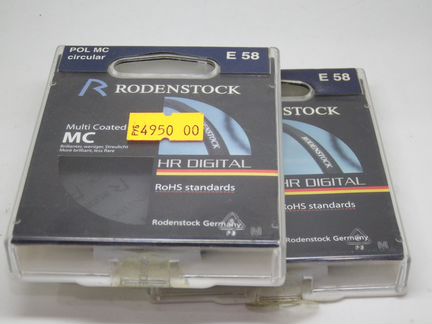 POL MC
circular
E 58
RODENSTOCK
Multi Coated
MC
Brillanter, weniger Streulicht
More brilliant, less flare
4950 00
HR DIGITAL
RoHS standards
Rodenstock Germany
M
E 58
NSTOCK
RODENSTOCK
HR DIGITAL
RoHS standards
Rodenstock Germany
M